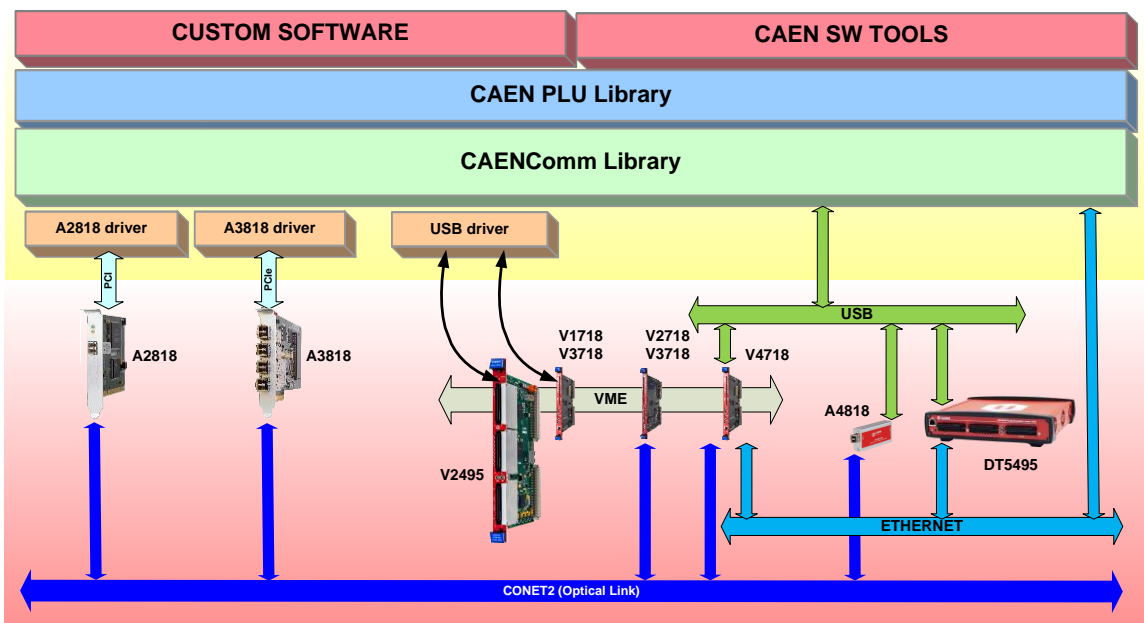 CUSTOM SOFTWARE
CAEN SW TOOLS
CAEN PLU Library
CAENComm Library
A2818 driver
A3818 driver
USB driver
PCI
PCIe
USB
A2818
A3818
V1718
V3718
V2718
V3718
V4718
VME
A4818
V2495
DT5495
ETHERNET
CONET2 (Optical Link)